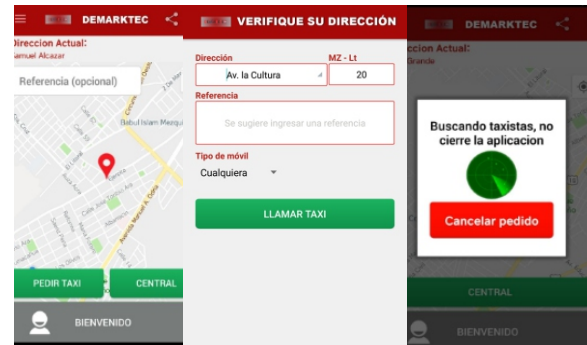 DEMARKTEC
Direccion Actual:
Samuel Alcazar
Referencia (opcional)
Babul Islam Mezqui
PEDIR TAXI
CENTRAL
BIENVENIDO
VERIFIQUE SU DIRECCIÓN
Dirección
MZ - Lt
Av. la Cultura
20
Referencia
Se sugiere ingresar una referencia
Tipo de móvil
Cualquiera
LLAMAR TAXI
DEMARKTEC
ccion Actual:
Grande
Buscando taxistas, no
cierre la aplicacion
Cancelar pedido
CENTRAL
BIENVENIDO